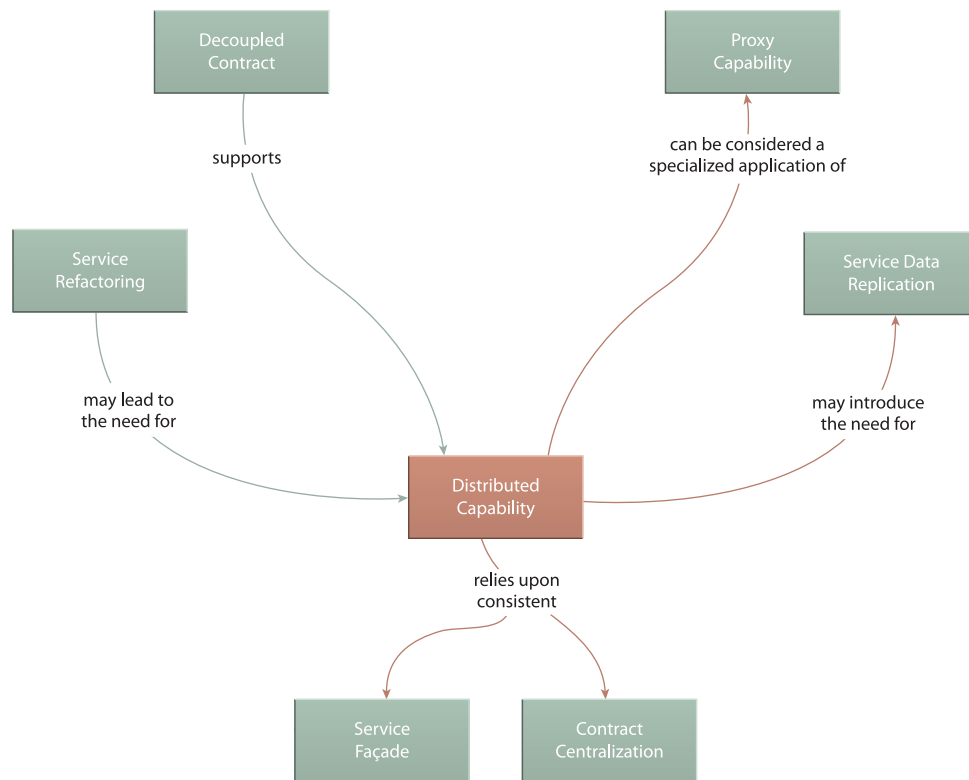 Decoupled
Contract
Proxy
Capability
supports
can be considered a
specialized application of
Service
Refactoring
Service Data
Replication
may lead to
the need for
may introduce
the need for
Distributed
Capability
relies upon
consistent
Service
Façade
Contract
Centralization